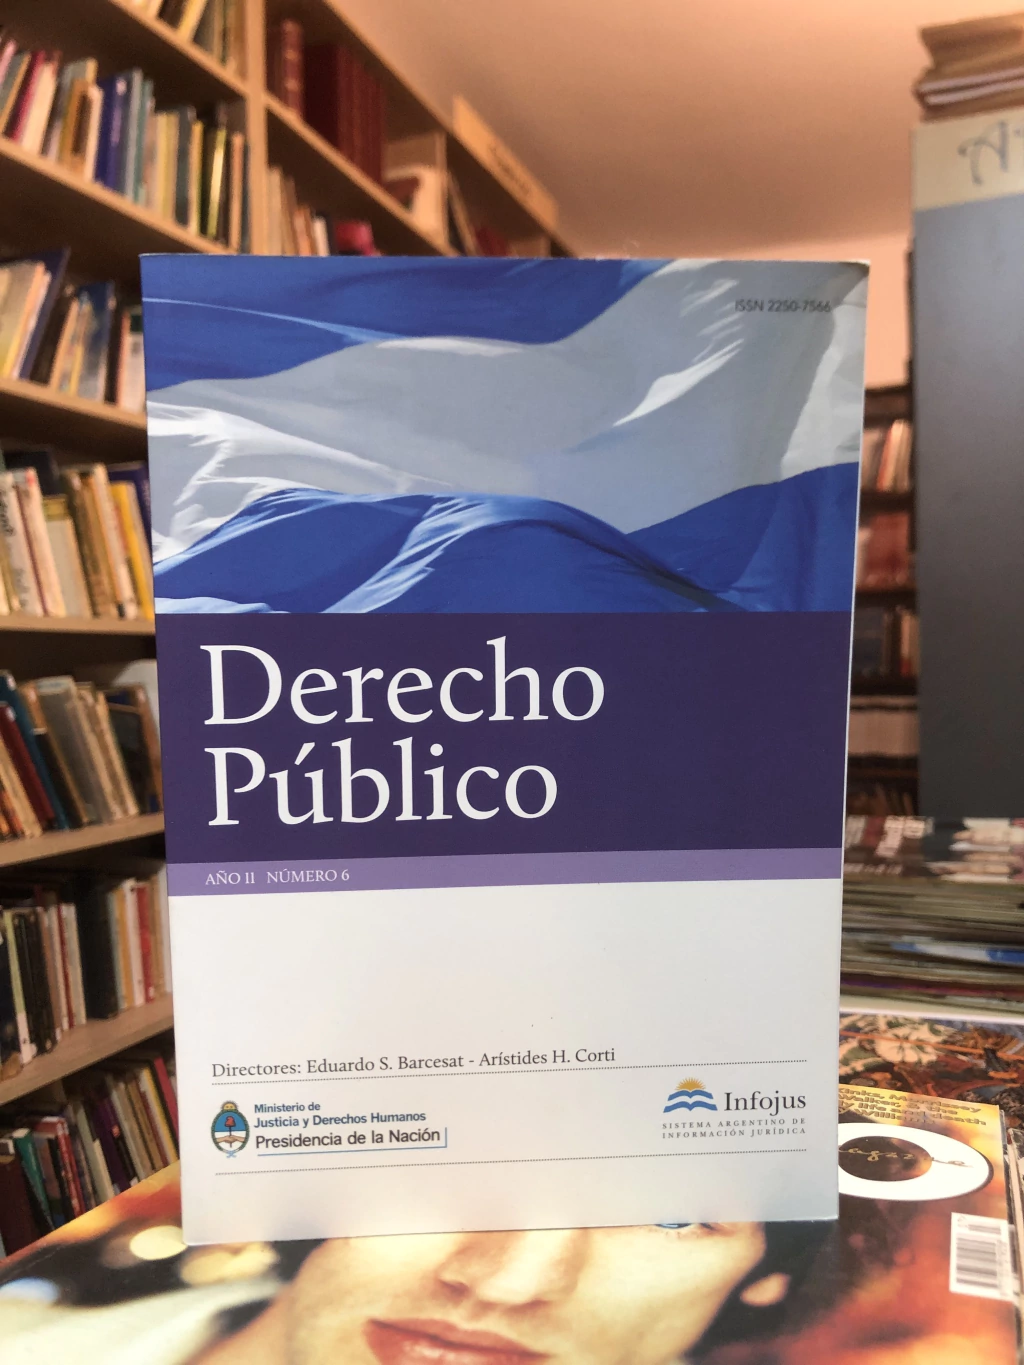 ISSN 2250-7566
Derecho
Público
AÑO II NÚMERO 6
Directores: Eduardo S. Barcesat - Arístides H. Corti
Ministerio de
Justicia y Derechos Humanos
Presidencia de la Nación
Infojus
SISTEMA ARGENTINO DE
INFORMACIÓN JURÍDICA